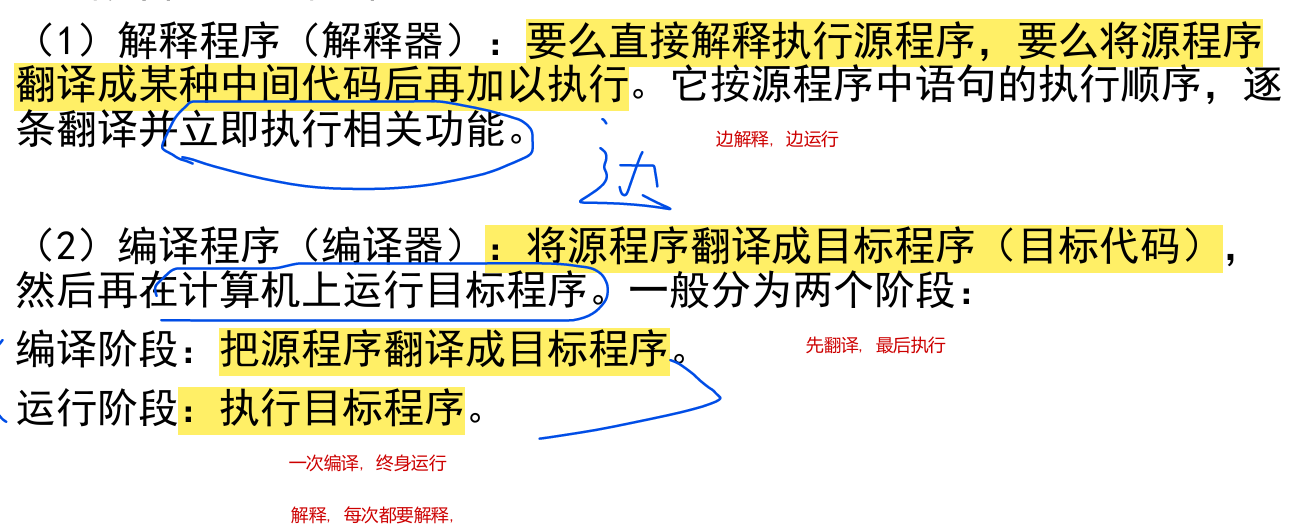 （1）解释程序（解释器）：要么直接解释执行源程序，要么将源程序
翻译成某种中间代码后再加以执行。它按源程序中语句的执行顺序，逐
条翻译并立即执行相关功能。
边解释，边运行
边
（2）编译程序（编译器）：将源程序翻译成目标程序（目标代码），
然后再在计算机上运行目标程序。一般分为两个阶段：
编译阶段：把源程序翻译成目标程序。
先翻译，最后执行
运行阶段：执行目标程序。
一次编译，终身运行
解释，每次都要解释，